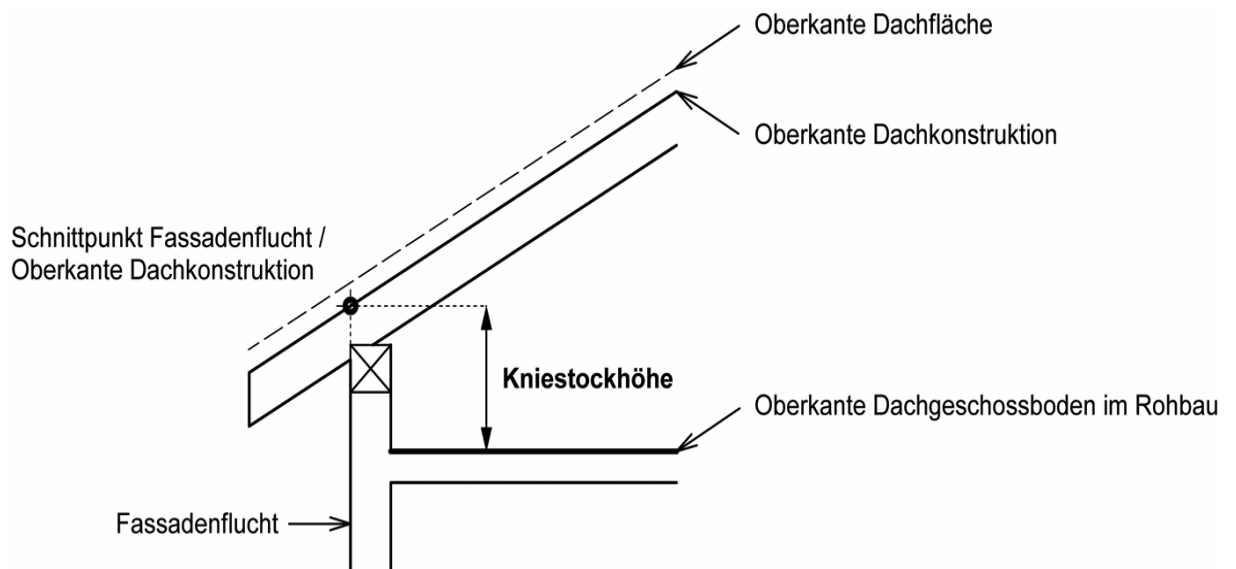 Oberkante Dachfläche
Oberkante Dachkonstruktion
Schnittpunkt Fassadenflucht /
Oberkante Dachkonstruktion
Kniestockhöhe
Oberkante Dachgeschossboden im Rohbau
Fassadenflucht